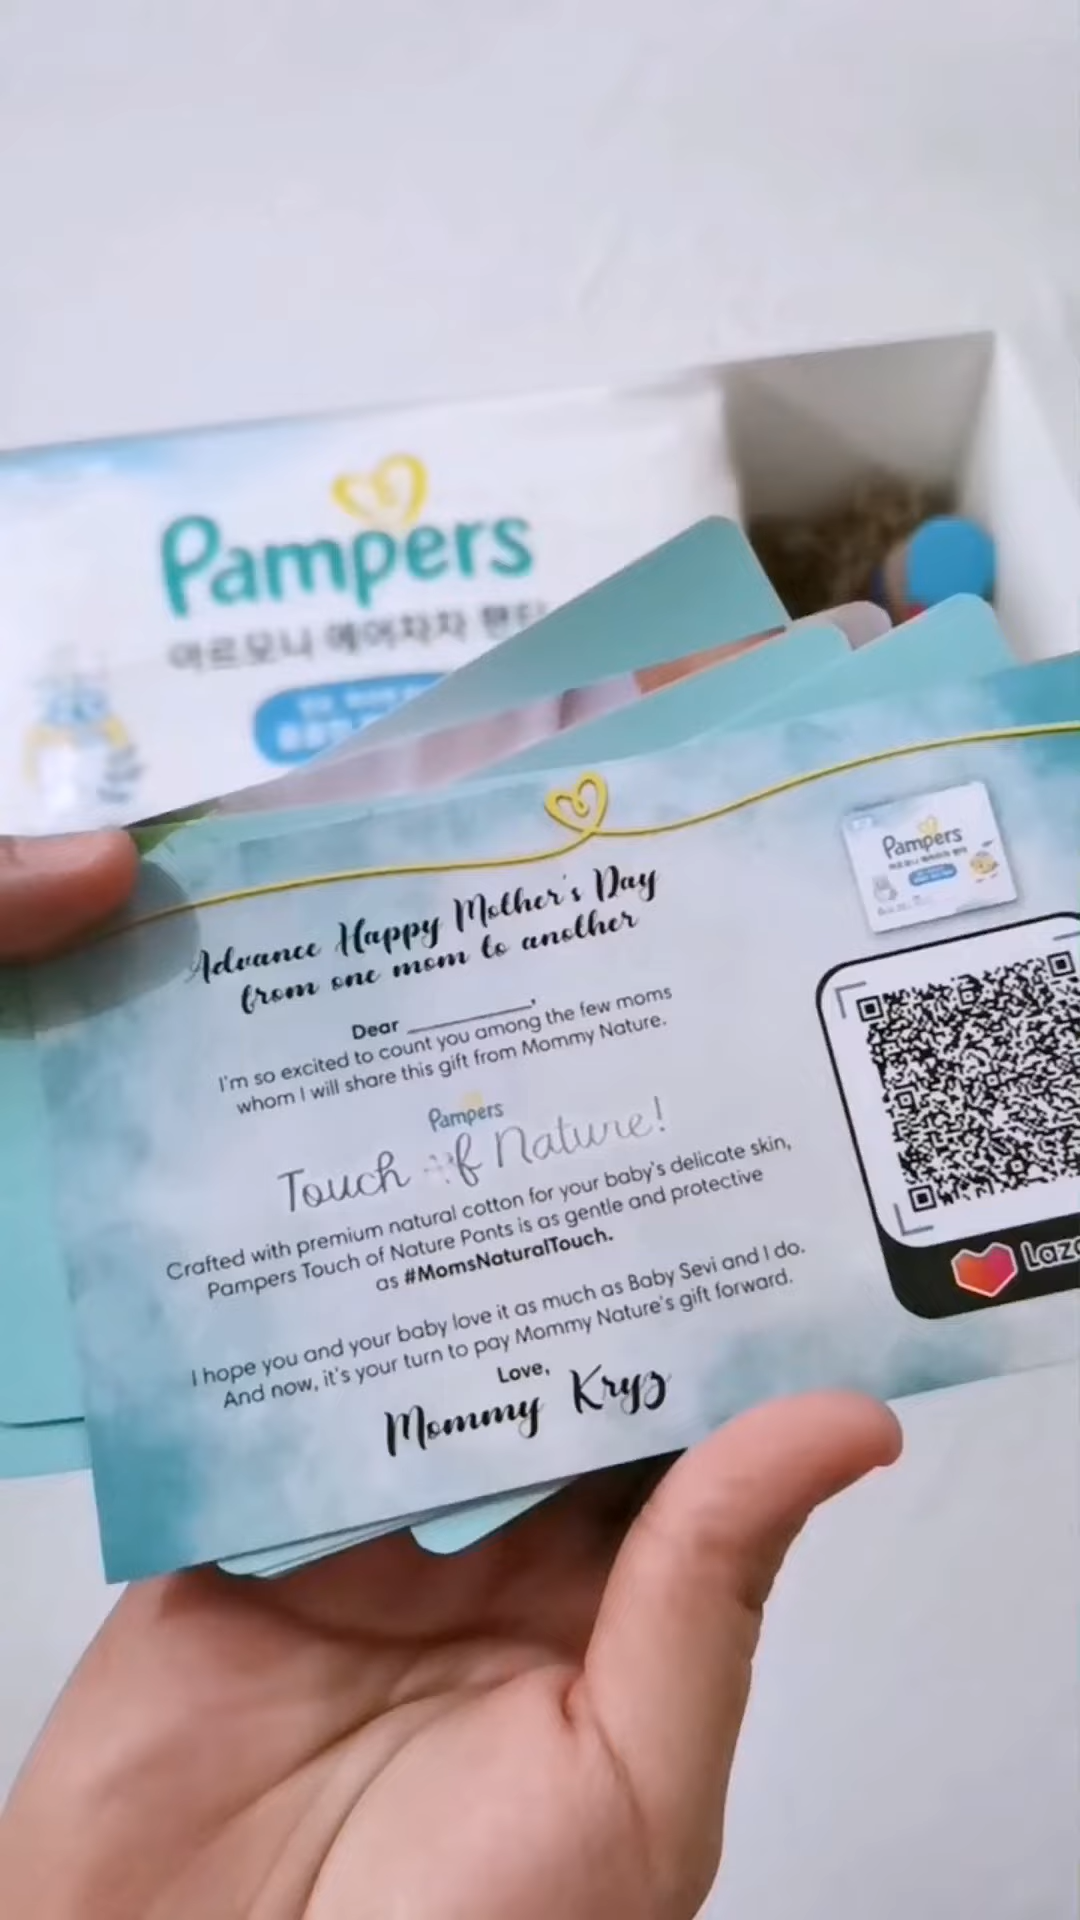 Pampers
Advance Happy Mother's Day
from one mom to another
Dear __________,
I'm so excited to count you among the few moms
whom I will share this gift from Mommy Nature.
Pampers
Touch of Nature!
Crafted with premium natural cotton for your baby's delicate skin,
Pampers Touch of Nature Pants is as gentle and protective
as #MomsNaturalTouch.
I hope you and your baby love it as much as Baby Sevi and I do.
And now, it's your turn to pay Mommy Nature's gift forward.
Love,
Mommy Kryz
Pampers